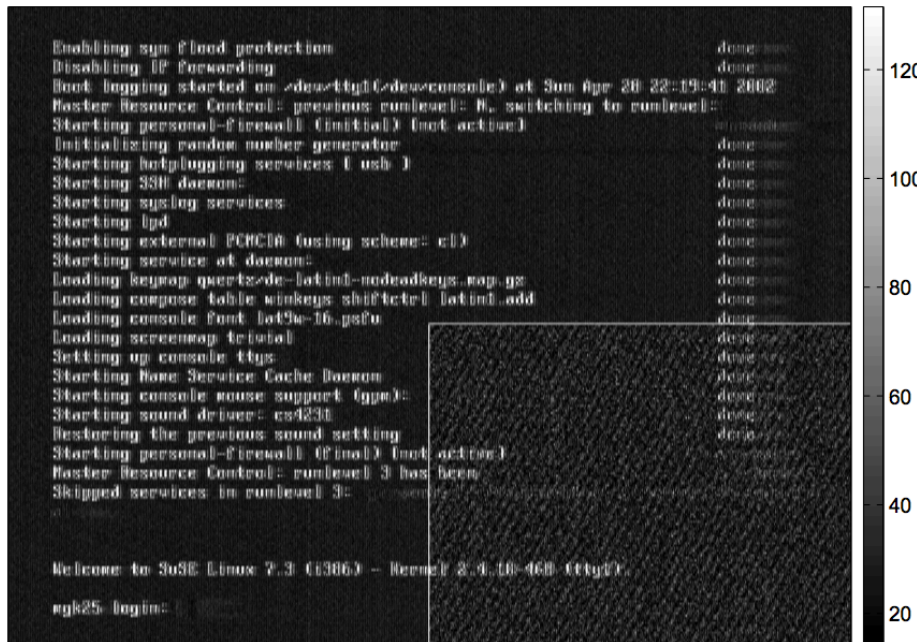 Enabling syn flood protection done
Disabling IP forwarding done
Boot logging started on /dev/tty1(/dev/console) at Sun Apr 28 22:19:41 2002
Master Resource Control: previous runlevel: N, switching to runlevel:
Starting personal-firewall (initial) [not active]
Initializing random number generator done
Starting hotplugging services [ usb ] done
Starting SSH daemon: done
Starting syslog services done
Starting lpd done
Starting external PCMCIA (using scheme: c1) done
Starting service at daemon: done
Loading keymap qwertz/de-latin1-nodeadkeys.map.gz done
Loading compose table winkeys shiftctrl latin1.add done
Loading console font lat9w-16.psfu done
Loading screenmap trivial done
Setting up console ttys done
Starting Name Service Cache Daemon done
Starting console mouse support (gpm): done
Starting sound driver: cs4231 done
Restoring the previous sound setting done
Starting personal-firewall (final) [not active]
Master Resource Control: runlevel 3 has been
Skipped services in runlevel 3:
Welcome to SuSE Linux 7.3 (i386) - Kernel 2.4.10-4GB (tty1).
mgk25 login:
120
100
80
60
40
20